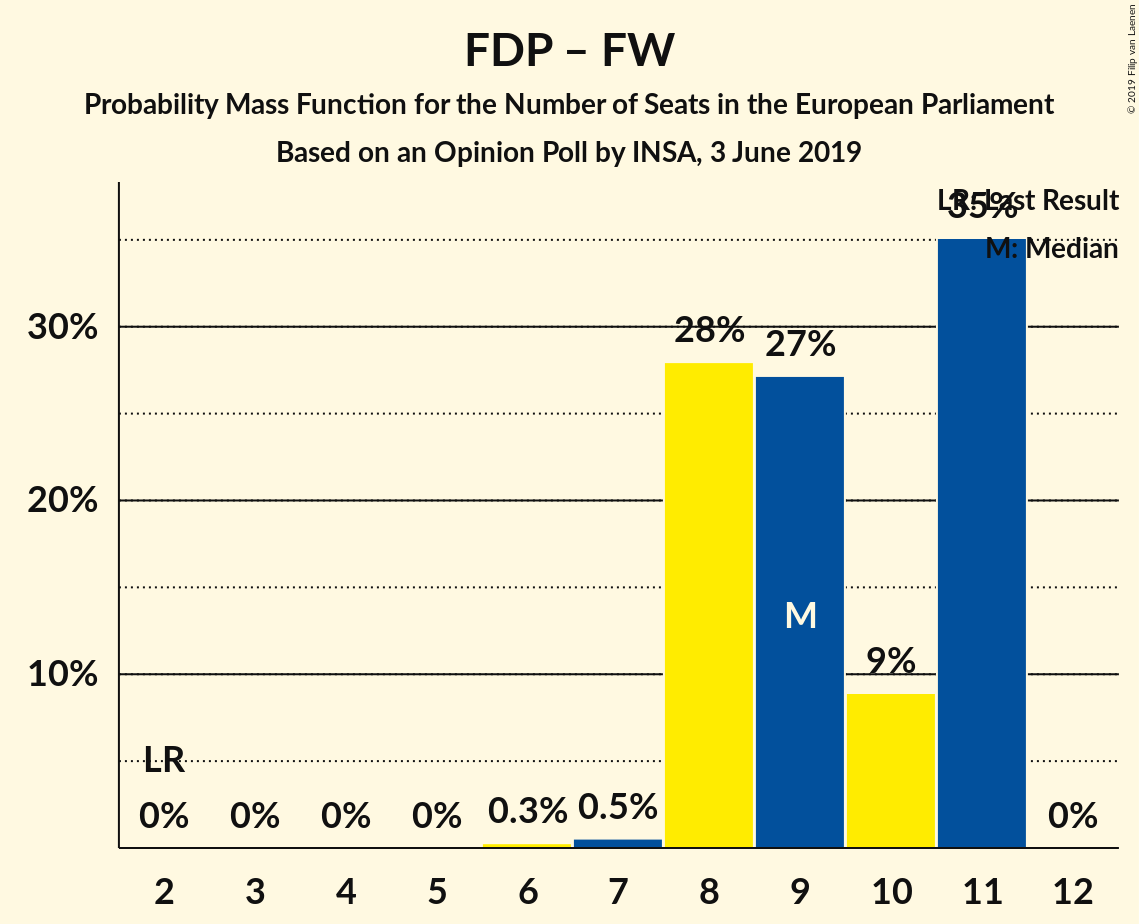 FDP – FW
Probability Mass Function for the Number of Seats in the European Parliament
Based on an Opinion Poll by INSA, 3 June 2019
© 2019 Filip van Laenen
LR: Last Result
M: Median
35%
30%
28%
27%
20%
M
10%
9%
LR
0%
0%
0%
0%
0.3%
0.5%
0%
2 3 4 5 6 7 8 9 10 11 12